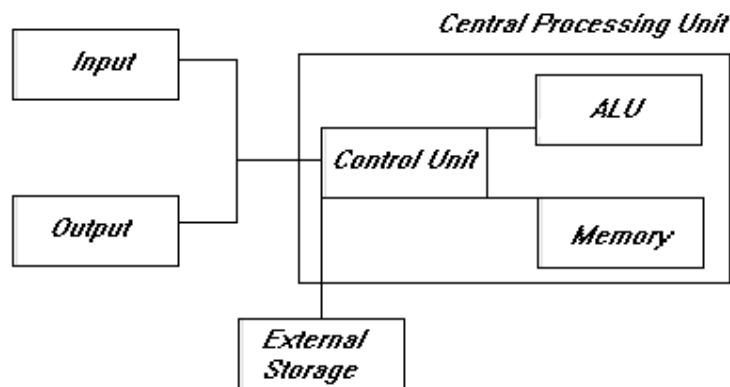 Central Processing Unit
Input
ALU
Control Unit
Output
Memory
External
Storage